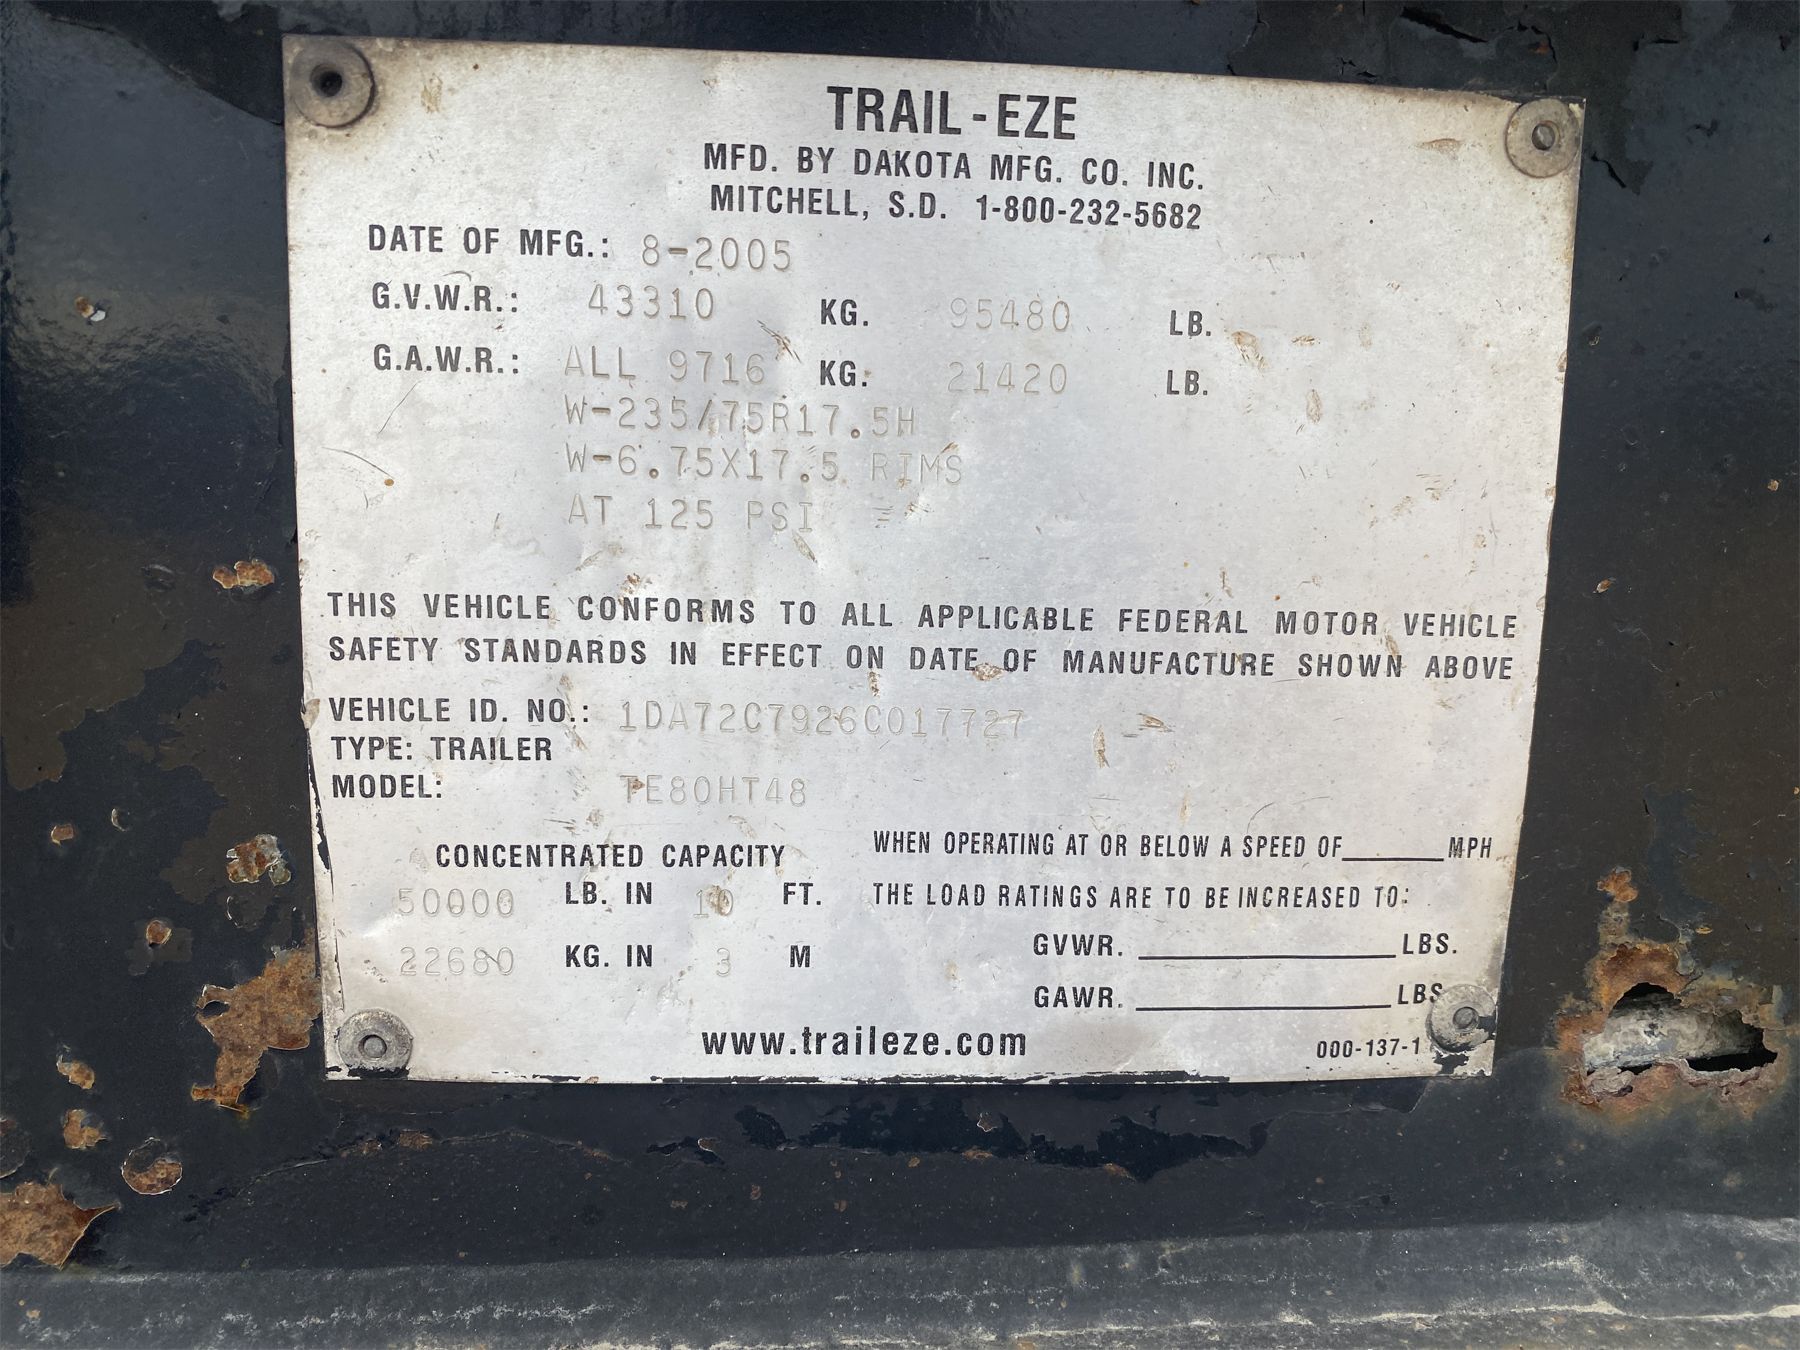 TRAIL-EZE
MFD. BY DAKOTA MFG. CO. INC.
MITCHELL, S.D. 1-800-232-5682
DATE OF MFG.: 8-2005
G.V.W.R.: 43310 KG. 95480 LB.
G.A.W.R.: ALL 9716 KG. 21420 LB.
W-235/75R17.5H
W-6.75X17.5 RIMS
AT 125 PSI
THIS VEHICLE CONFORMS TO ALL APPLICABLE FEDERAL MOTOR VEHICLE
SAFETY STANDARDS IN EFFECT ON DATE OF MANUFACTURE SHOWN ABOVE
VEHICLE ID. NO.: 1DA72C7926C017727
TYPE: TRAILER
MODEL: TE80HT48
CONCENTRATED CAPACITY
50000 LB. IN 10 FT.
22680 KG. IN 3 M
WHEN OPERATING AT OR BELOW A SPEED OF______MPH
THE LOAD RATINGS ARE TO BE INCREASED TO:
GVWR. ______________ LBS.
GAWR. ______________ LBS
www.traileze.com
000-137-1